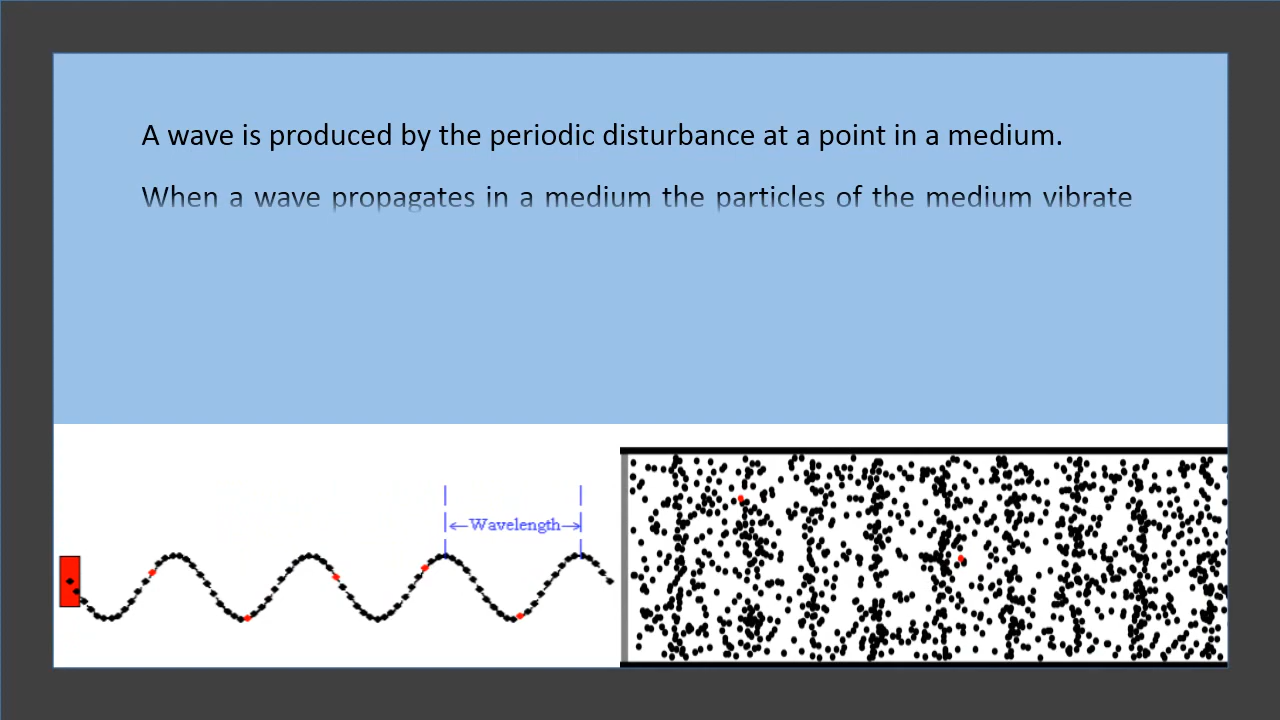 A wave is produced by the periodic disturbance at a point in a medium.
When a wave propagates in a medium the particles of the medium vibrate
Wavelength